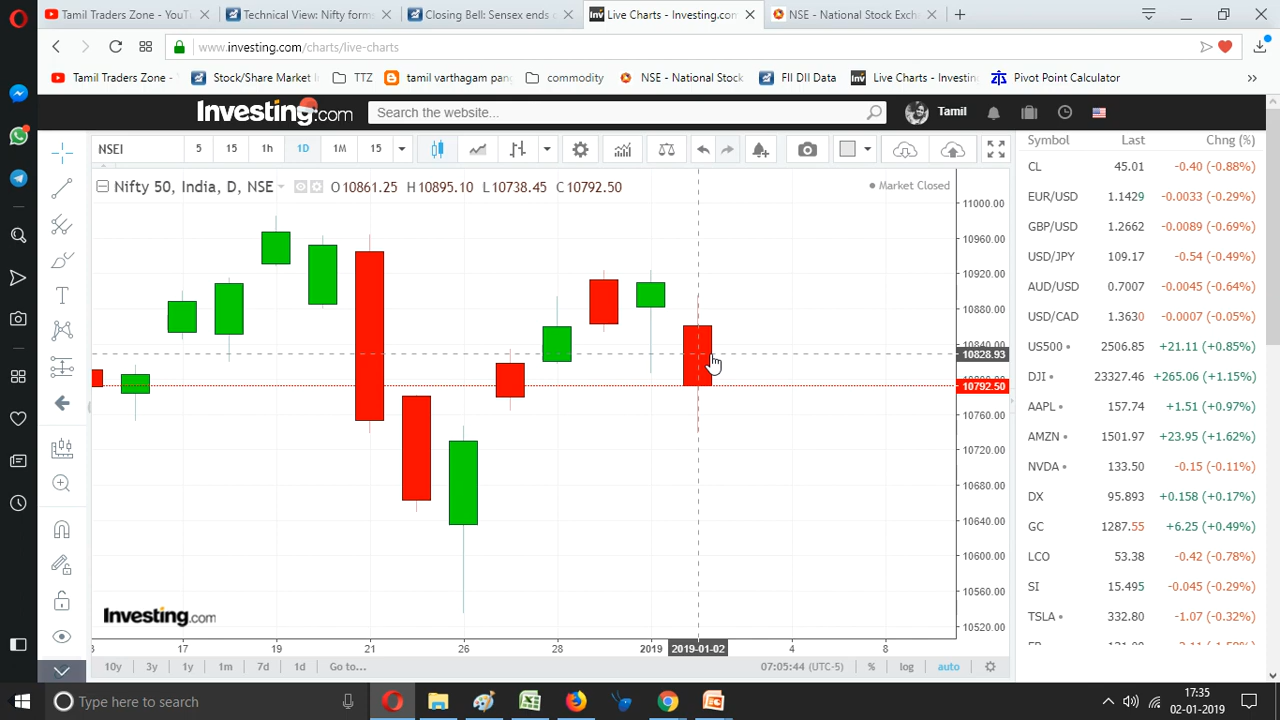 Tamil Traders Zone - YouT
Technical View: Nifty form
Closing Bell: Sensex ends c
Live Charts - Investing.com
NSE - National Stock Exch
www.investing.com/charts/live-charts
Tamil Traders Zone -
Stock/Share Market
TTZ
tamil varthagam pan
commodity
NSE - National Stock
FII DII Data
Live Charts - Investin
Pivot Point Calculator
Investing.com
Search the website...
Tamil
NSEI
5
15
1h
1D
1M
15
Nifty 50, India, D, NSE
O10861.25 H10895.10 L10738.45 C10792.50
Market Closed
11000.00
10960.00
10920.00
10880.00
10840.00
10828.93
10792.50
10760.00
10720.00
10680.00
10640.00
10600.00
10560.00
10520.00
Investing.com
17
19
21
26
28
2019
2019-01-02
4
8
10y
3y
1y
1m
7d
1d
Go to...
07:05:44 (UTC-5)
%
log
auto
Symbol Last Chng (%)
CL 45.01 -0.40 (-0.88%)
EUR/USD 1.1429 -0.0033 (-0.29%)
GBP/USD 1.2662 -0.0089 (-0.69%)
USD/JPY 109.17 -0.54 (-0.49%)
AUD/USD 0.7007 -0.0045 (-0.64%)
USD/CAD 1.3630 -0.0007 (-0.05%)
US500 2506.85 +21.11 (+0.85%)
DJI 23327.46 +265.06 (+1.15%)
AAPL 157.74 +1.51 (+0.97%)
AMZN 1501.97 +23.95 (+1.62%)
NVDA 133.50 -0.15 (-0.11%)
DX 95.893 +0.158 (+0.17%)
GC 1287.55 +6.25 (+0.49%)
LCO 53.38 -0.42 (-0.78%)
SI 15.495 -0.045 (-0.29%)
TSLA 332.80 -1.07 (-0.32%)
Type here to search
17:35
02-01-2019